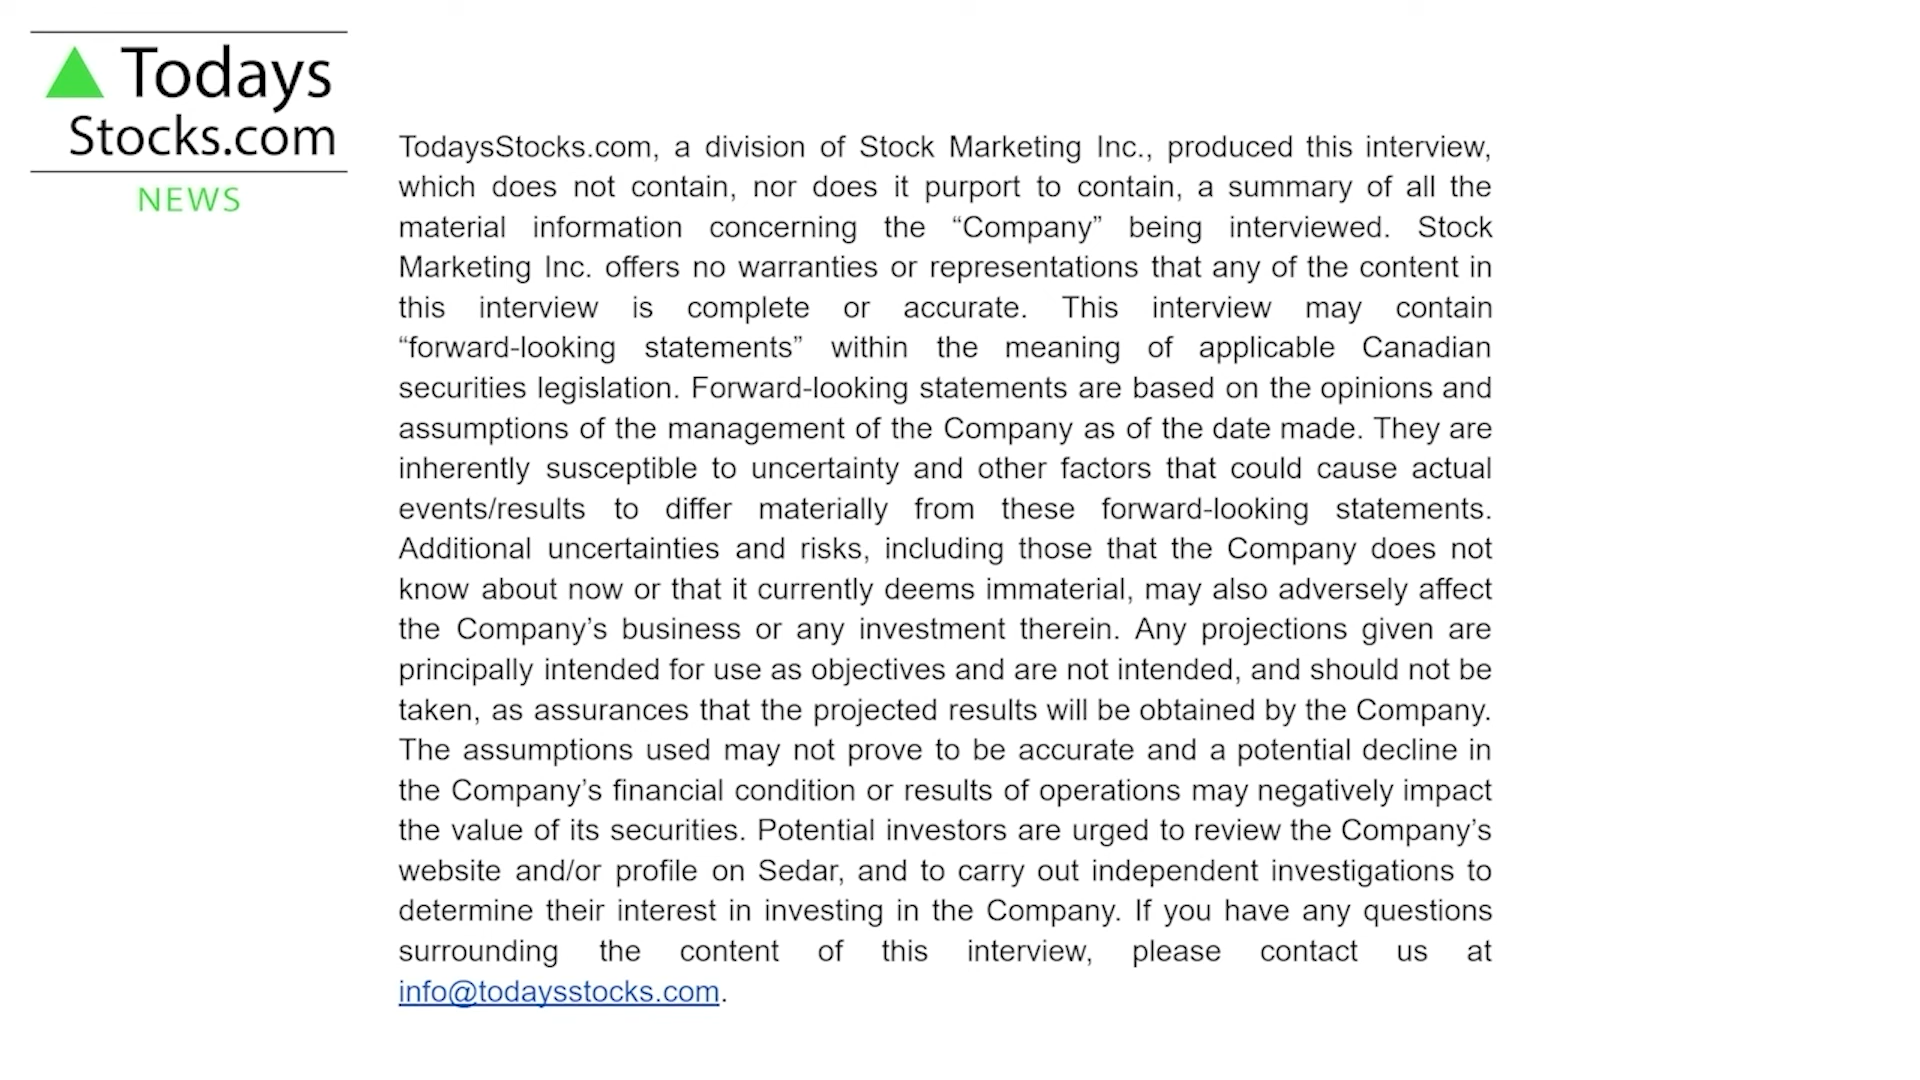 Todays
Stocks.com
NEWS
TodaysStocks.com, a division of Stock Marketing Inc., produced this interview,
which does not contain, nor does it purport to contain, a summary of all the
material information concerning the “Company” being interviewed. Stock
Marketing Inc. offers no warranties or representations that any of the content in
this interview is complete or accurate. This interview may contain
“forward-looking statements” within the meaning of applicable Canadian
securities legislation. Forward-looking statements are based on the opinions and
assumptions of the management of the Company as of the date made. They are
inherently susceptible to uncertainty and other factors that could cause actual
events/results to differ materially from these forward-looking statements.
Additional uncertainties and risks, including those that the Company does not
know about now or that it currently deems immaterial, may also adversely affect
the Company’s business or any investment therein. Any projections given are
principally intended for use as objectives and are not intended, and should not be
taken, as assurances that the projected results will be obtained by the Company.
The assumptions used may not prove to be accurate and a potential decline in
the Company’s financial condition or results of operations may negatively impact
the value of its securities. Potential investors are urged to review the Company’s
website and/or profile on Sedar, and to carry out independent investigations to
determine their interest in investing in the Company. If you have any questions
surrounding the content of this interview, please contact us at
info@todaysstocks.com.